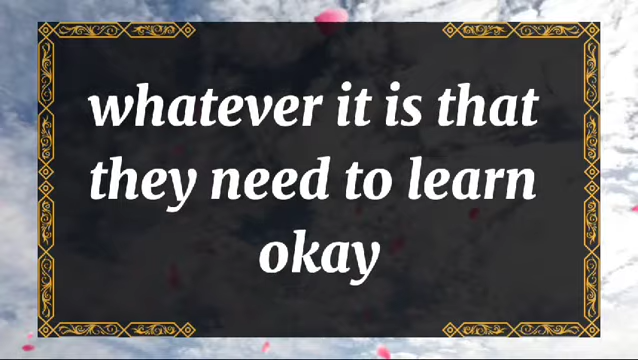 whatever it is that
they need to learn
okay